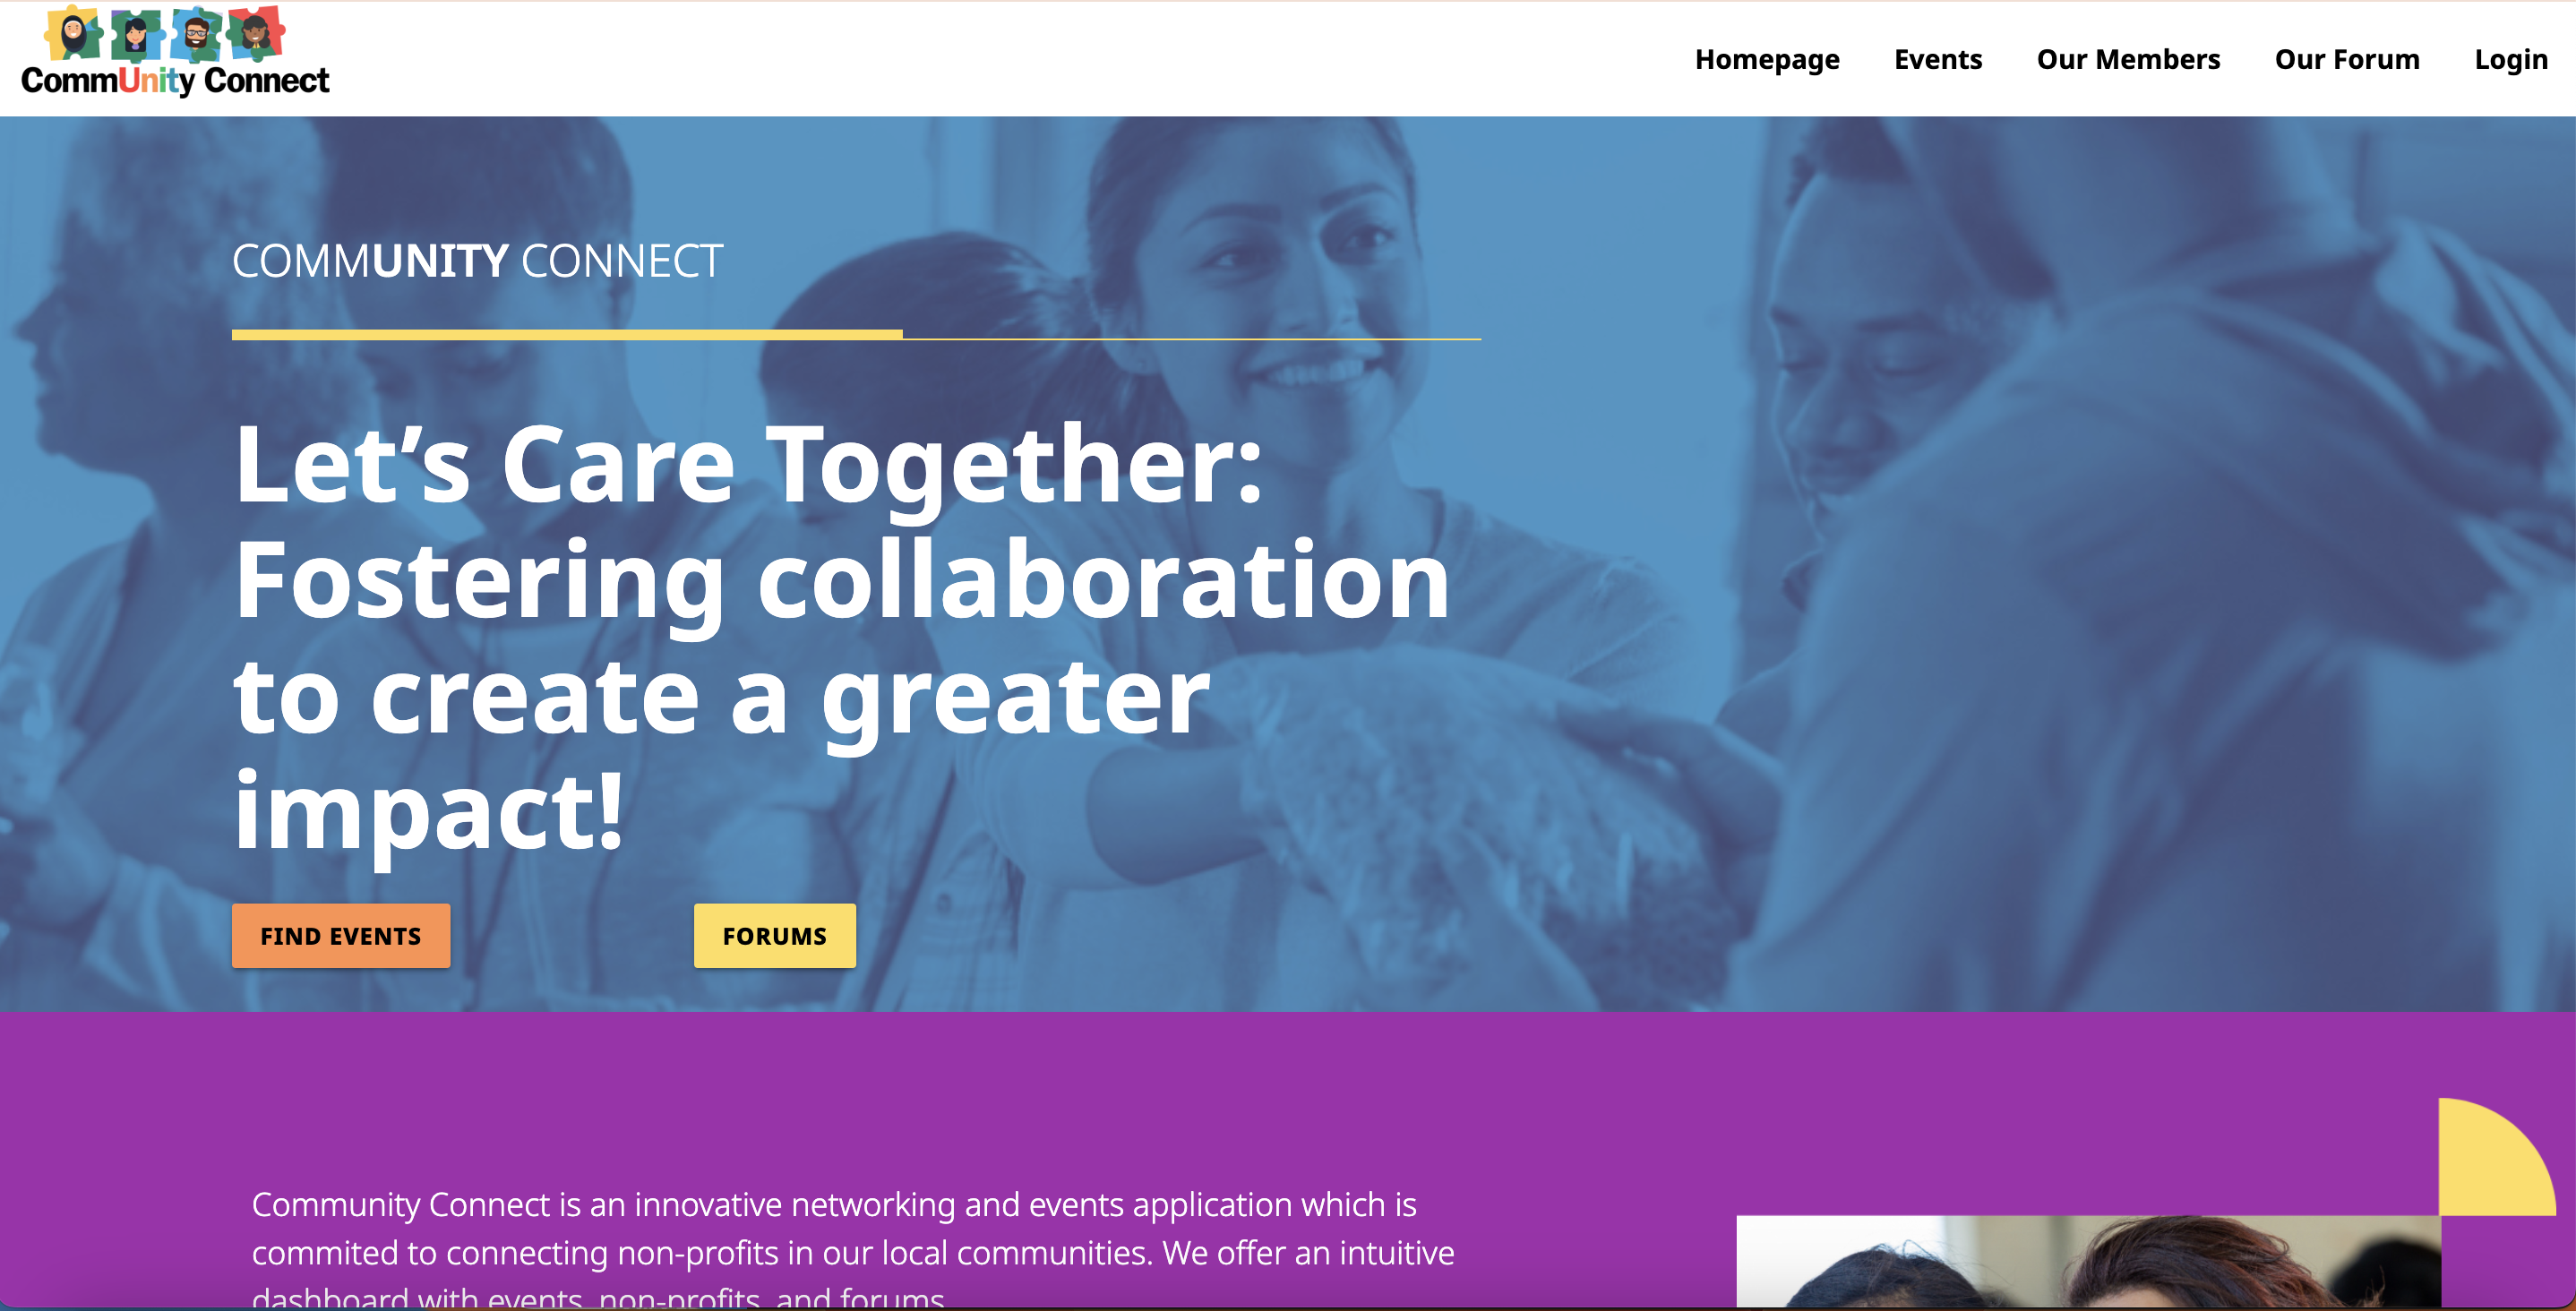 CommUnity Connect
Homepage Events Our Members Our Forum Login
COMMUNITY CONNECT
Let’s Care Together:
Fostering collaboration
to create a greater
impact!
FIND EVENTS FORUMS
Community Connect is an innovative networking and events application which is
commited to connecting non-profits in our local communities. We offer an intuitive
dashboard with events, non-profits, and forums